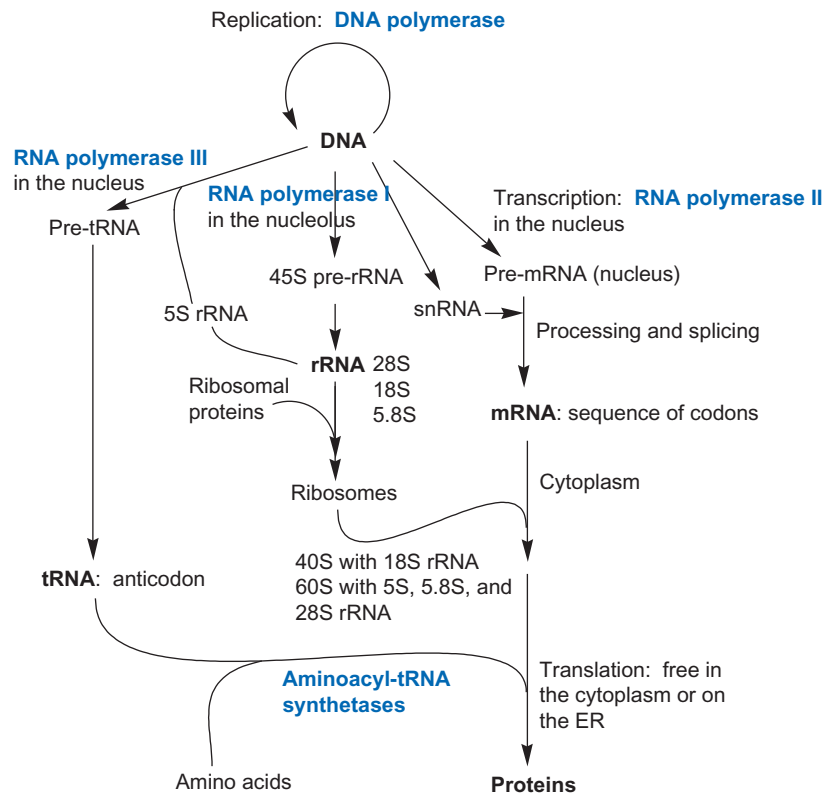 Replication: DNA polymerase
DNA
RNA polymerase III
in the nucleus
RNA polymerase I
in the nucleolus
Transcription: RNA polymerase II
in the nucleus
Pre-tRNA
45S pre-rRNA
Pre-mRNA (nucleus)
5S rRNA
snRNA
Processing and splicing
rRNA 28S
18S
5.8S
Ribosomal
proteins
mRNA: sequence of codons
Ribosomes
Cytoplasm
40S with 18S rRNA
60S with 5S, 5.8S, and
28S rRNA
tRNA: anticodon
Aminoacyl-tRNA
synthetases
Translation: free in
the cytoplasm or on
the ER
Amino acids
Proteins